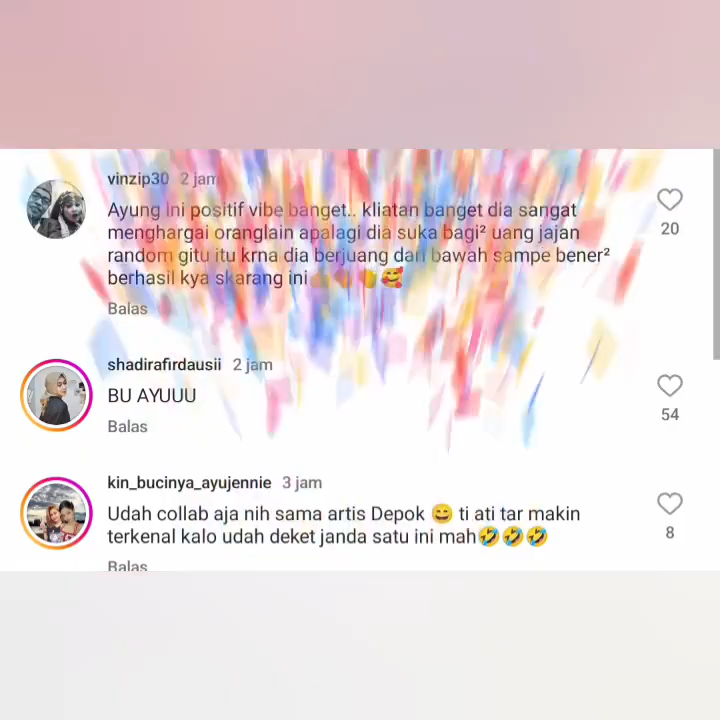 vinzip30 2 jam
Ayung ini positif vibe banget.. kliatan banget dia sangat
menghargai oranglain apalagi dia suka bagi² uang jajan
random gitu itu krna dia berjuang dari bawah sampe bener²
berhasil kya skarang ini 👏👏👏🥰
20
Balas
shadirafirdausii 2 jam
BU AYUUU
54
Balas
kin_bucinya_ayujennie 3 jam
Udah collab aja nih sama artis Depok 😄 ti ati tar makin
terkenal kalo udah deket janda satu ini mah🤣🤣🤣
8
Balas